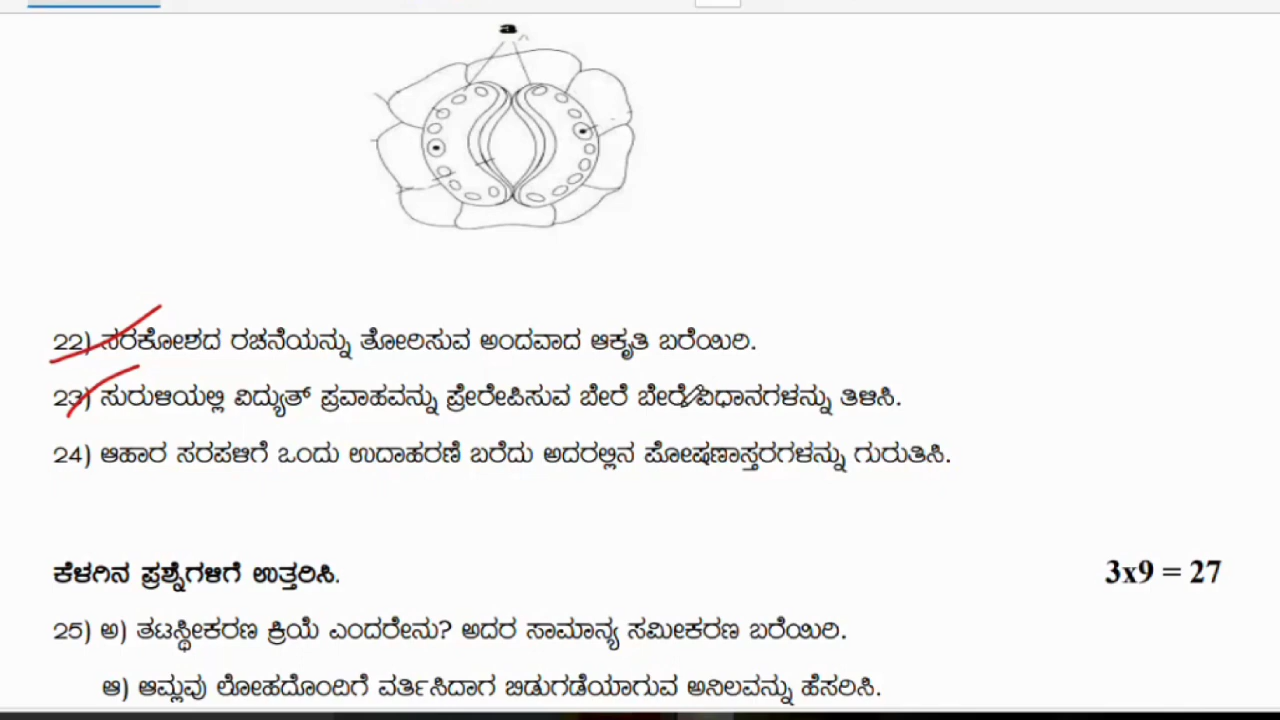 a
22) ಸರಕೋಶದ ರಚನೆಯನ್ನು ತೋರಿಸುವ ಅಂದವಾದ ಆಕೃತಿ ಬರೆಯಿರಿ.
23) ಸುರುಳಿಯಲ್ಲಿ ವಿದ್ಯುತ್ ಪ್ರವಾಹವನ್ನು ಪ್ರೇರೇಪಿಸುವ ಬೇರೆ ಬೇರೆ ವಿಧಾನಗಳನ್ನು ತಿಳಿಸಿ.
24) ಆಹಾರ ಸರಪಳಿಗೆ ಒಂದು ಉದಾಹರಣೆ ಬರೆದು ಅದರಲ್ಲಿನ ಪೋಷಣಾಸ್ತರಗಳನ್ನು ಗುರುತಿಸಿ.
ಕೆಳಗಿನ ಪ್ರಶ್ನೆಗಳಿಗೆ ಉತ್ತರಿಸಿ. 3x9 = 27
25) ಅ) ತಟಸ್ಥೀಕರಣ ಕ್ರಿಯೆ ಎಂದರೇನು? ಅದರ ಸಾಮಾನ್ಯ ಸಮೀಕರಣ ಬರೆಯಿರಿ.
ಆ) ಆಮ್ಲವು ಲೋಹದೊಂದಿಗೆ ವರ್ತಿಸಿದಾಗ ಬಿಡುಗಡೆಯಾಗುವ ಅನಿಲವನ್ನು ಹೆಸರಿಸಿ.